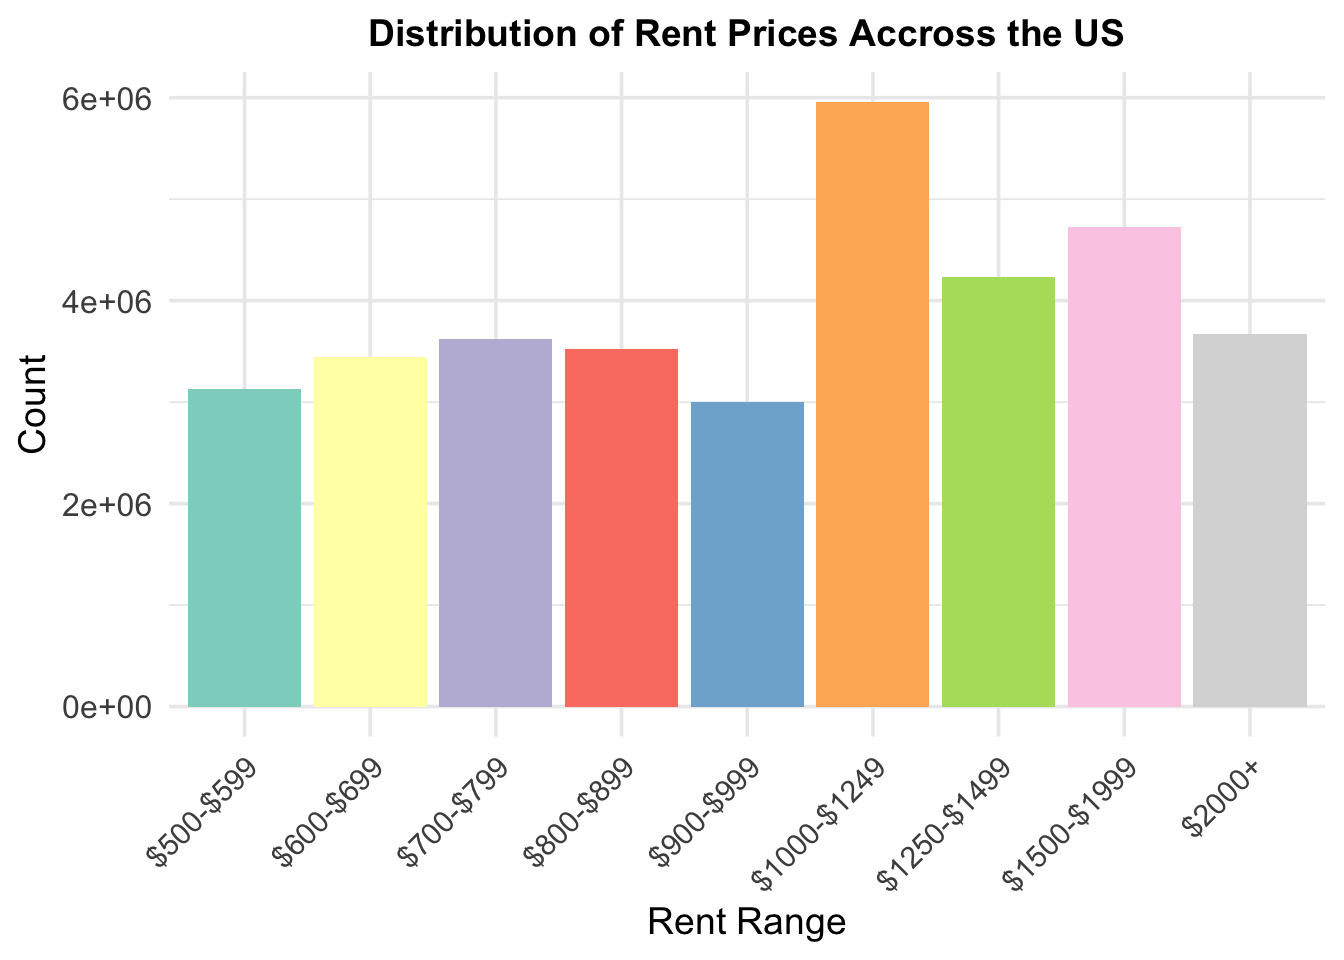 Distribution of Rent Prices Accross the US
6e+06
4e+06
2e+06
0e+00
Count
$500-$599
$600-$699
$700-$799
$800-$899
$900-$999
$1000-$1249
$1250-$1499
$1500-$1999
$2000+
Rent Range